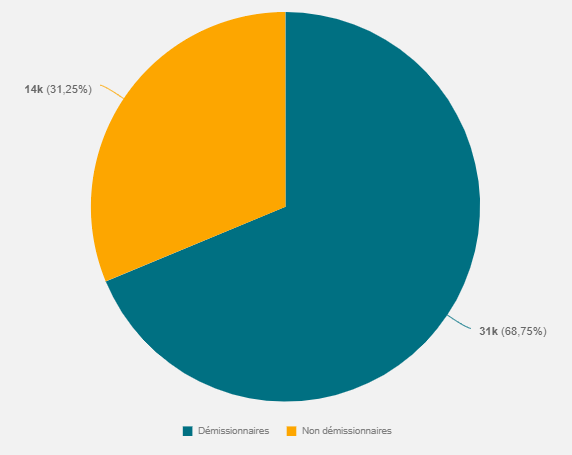 14k (31,25%)
31k (68,75%)
Démissionnaires
Non démissionnaires